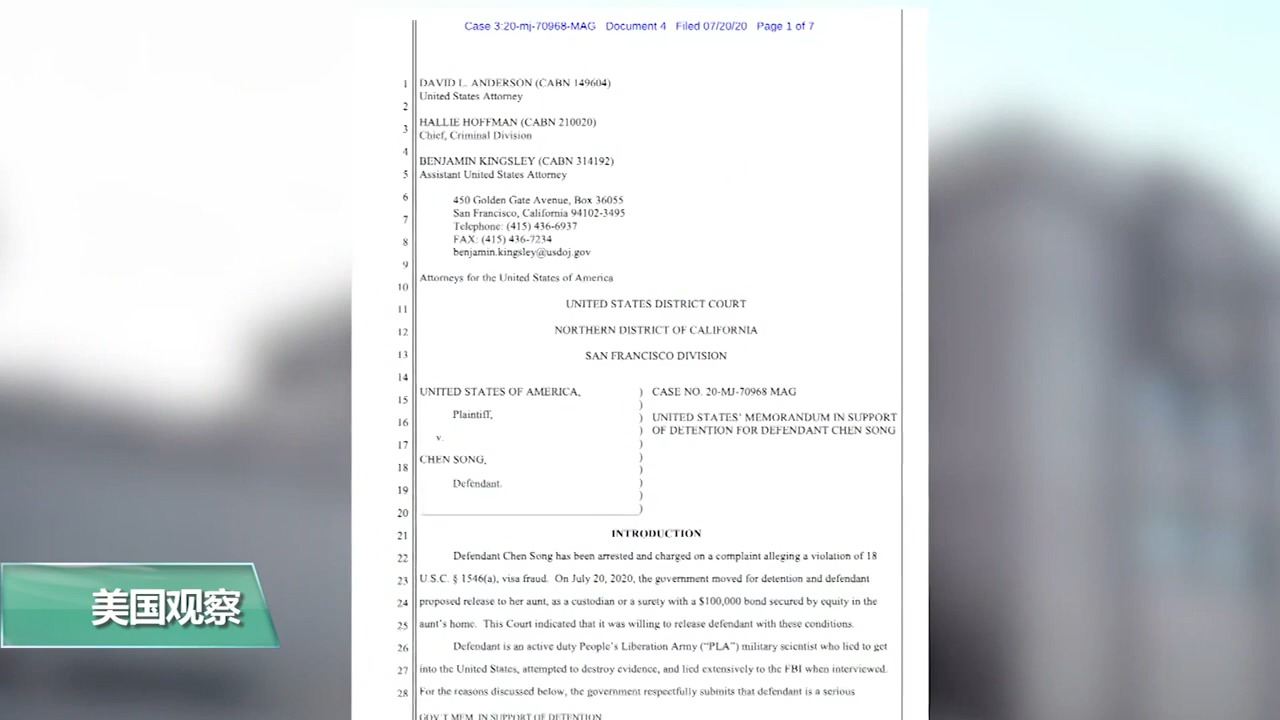 Case 3:20-mj-70968-MAG Document 4 Filed 07/20/20 Page 1 of 7
1 DAVID L. ANDERSON (CABN 149604)
United States Attorney
2
HALLIE HOFFMAN (CABN 210020)
3 Chief, Criminal Division
4
BENJAMIN KINGSLEY (CABN 314192)
5 Assistant United States Attorney
6 450 Golden Gate Avenue, Box 36055
San Francisco, California 94102-3495
7 Telephone: (415) 436-6937
8 FAX: (415) 436-7234
benjamin.kingsley@usdoj.gov
9
Attorneys for the United States of America
10
11 UNITED STATES DISTRICT COURT
12 NORTHERN DISTRICT OF CALIFORNIA
13 SAN FRANCISCO DIVISION
14
UNITED STATES OF AMERICA, ) CASE NO. 20-MJ-70968 MAG
15 )
Plaintiff, ) UNITED STATES' MEMORANDUM IN SUPPORT
16 ) OF DETENTION FOR DEFENDANT CHEN SONG
v. )
17
CHEN SONG, )
18 )
Defendant. )
19 )
20 )
21 INTRODUCTION
22 Defendant Chen Song has been arrested and charged on a complaint alleging a violation of 18
23 U.S.C. § 1546(a), visa fraud. On July 20, 2020, the government moved for detention and defendant
24 proposed release to her aunt, as a custodian or a surety with a $100,000 bond secured by equity in the
25 aunt's home. This Court indicated that it was willing to release defendant with these conditions.
26 Defendant is an active duty People's Liberation Army ("PLA") military scientist who lied to get
27 into the United States, attempted to destroy evidence, and lied extensively to the FBI when interviewed.
28 For the reasons discussed below, the government respectfully submits that defendant is a serious
GOV'T MEM. IN SUPPORT OF DETENTION
美国观察